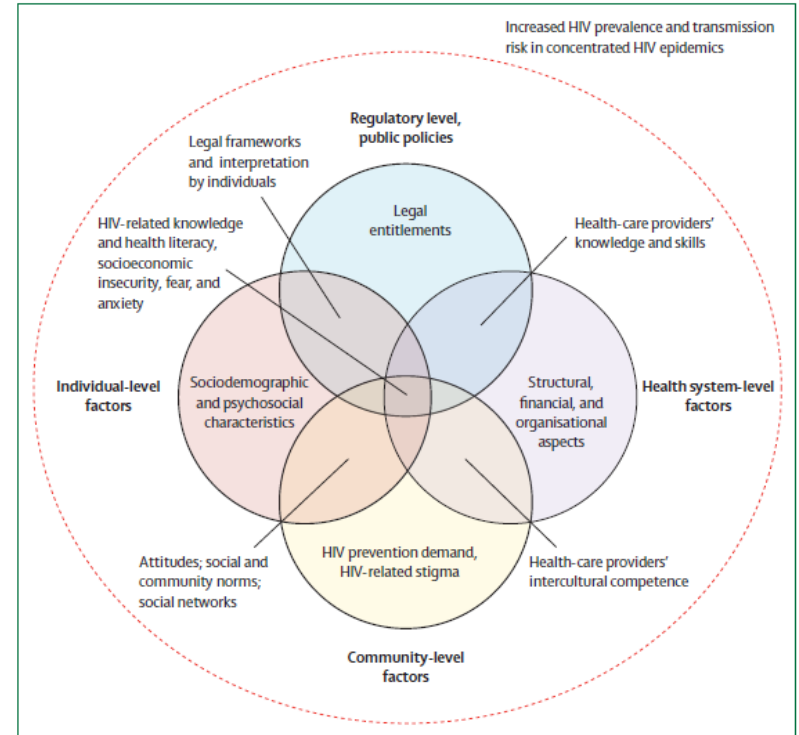 Increased HIV prevalence and transmission
risk in concentrated HIV epidemics
Regulatory level,
public policies
Legal frameworks
and interpretation
by individuals
Legal
entitlements
HIV-related knowledge
and health literacy,
socioeconomic
insecurity, fear, and
anxiety
Health-care providers'
knowledge and skills
Individual-level
factors
Sociodemographic
and psychosocial
characteristics
Structural,
financial, and
organisational
aspects
Health system-level
factors
Attitudes; social and
community norms;
social networks
HIV prevention demand,
HIV-related stigma
Health-care providers'
intercultural competence
Community-level
factors